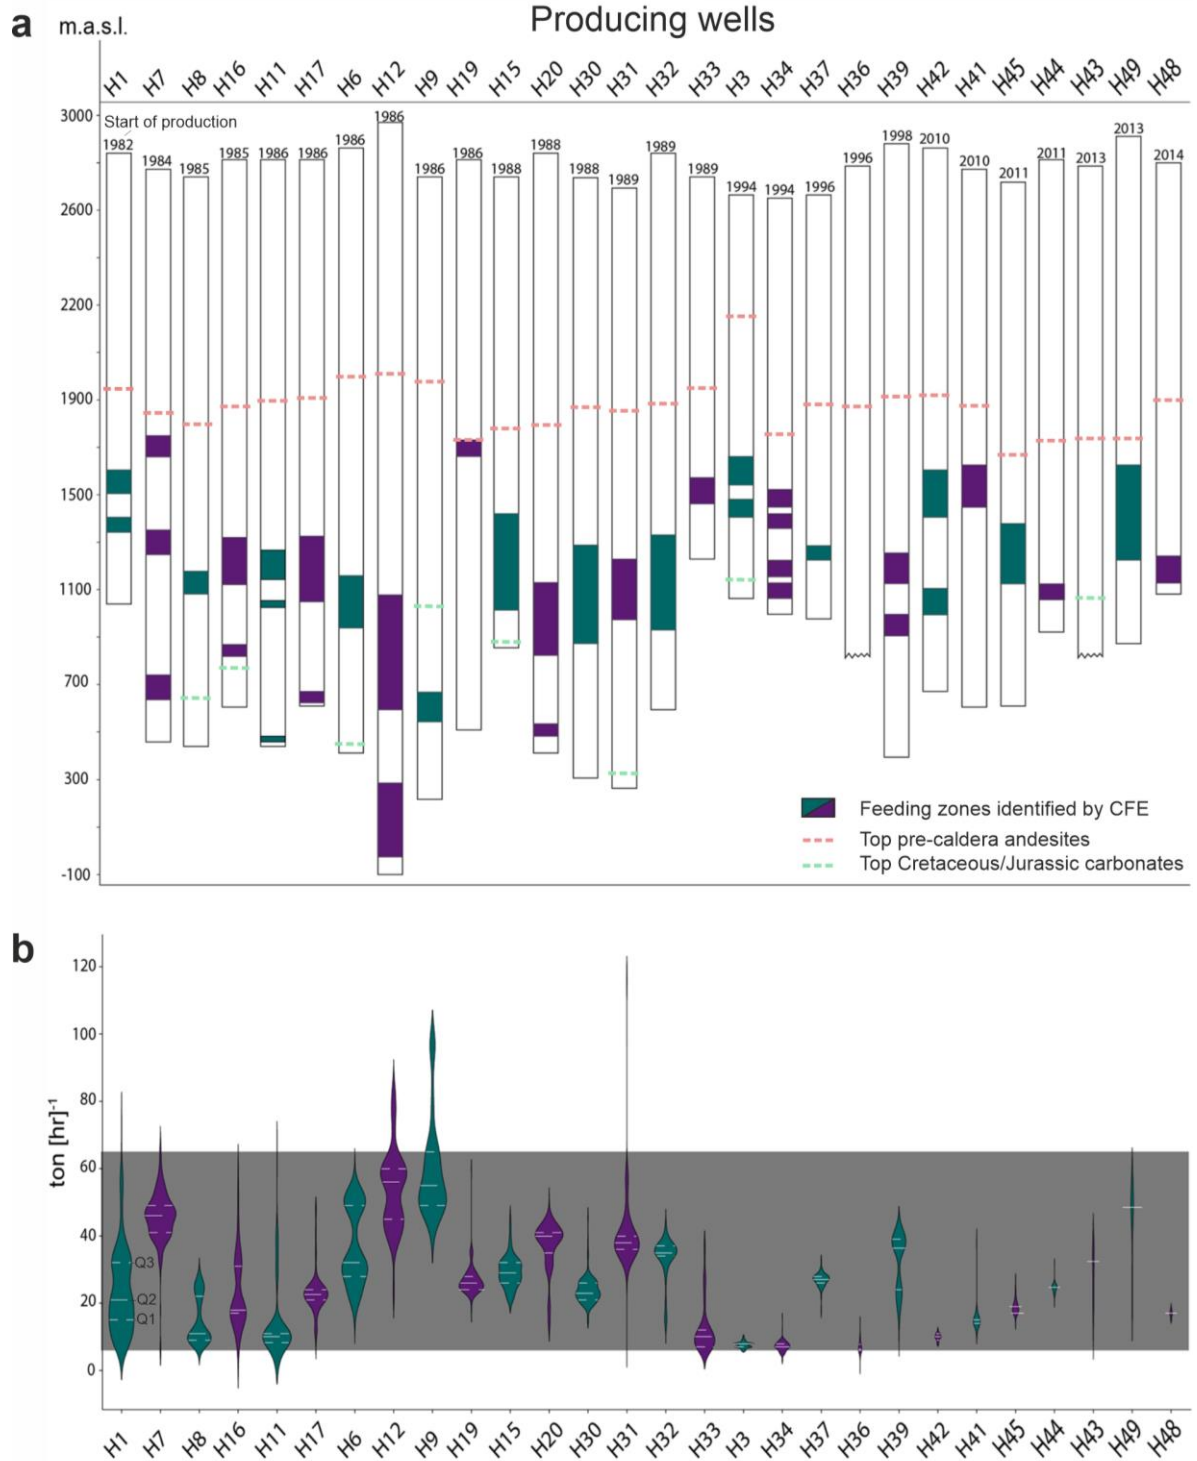 a
m.a.s.l.
Producing wells
H1 H7 H8 H16 H11 H17 H6 H12 H9 H19 H15 H20 H30 H31 H32 H33 H3 H34 H37 H36 H39 H42 H41 H45 H44 H43 H49 H48
3000
Start of production
1982 1984 1985 1985 1986 1986 1986 1986 1986 1986 1988 1988 1988 1989 1989 1989 1994 1994 1996 1996 1998 2010 2010 2011 2011 2013 2013 2014
2600
2200
1900
1500
1100
700
300
-100
Feeding zones identified by CFE
Top pre-caldera andesites
Top Cretaceous/Jurassic carbonates
b
ton [hr]-1
120
100
80
60
40
20
0
Q3
Q2
Q1
H1 H7 H8 H16 H11 H17 H6 H12 H9 H19 H15 H20 H30 H31 H32 H33 H3 H34 H37 H36 H39 H42 H41 H45 H44 H43 H49 H48